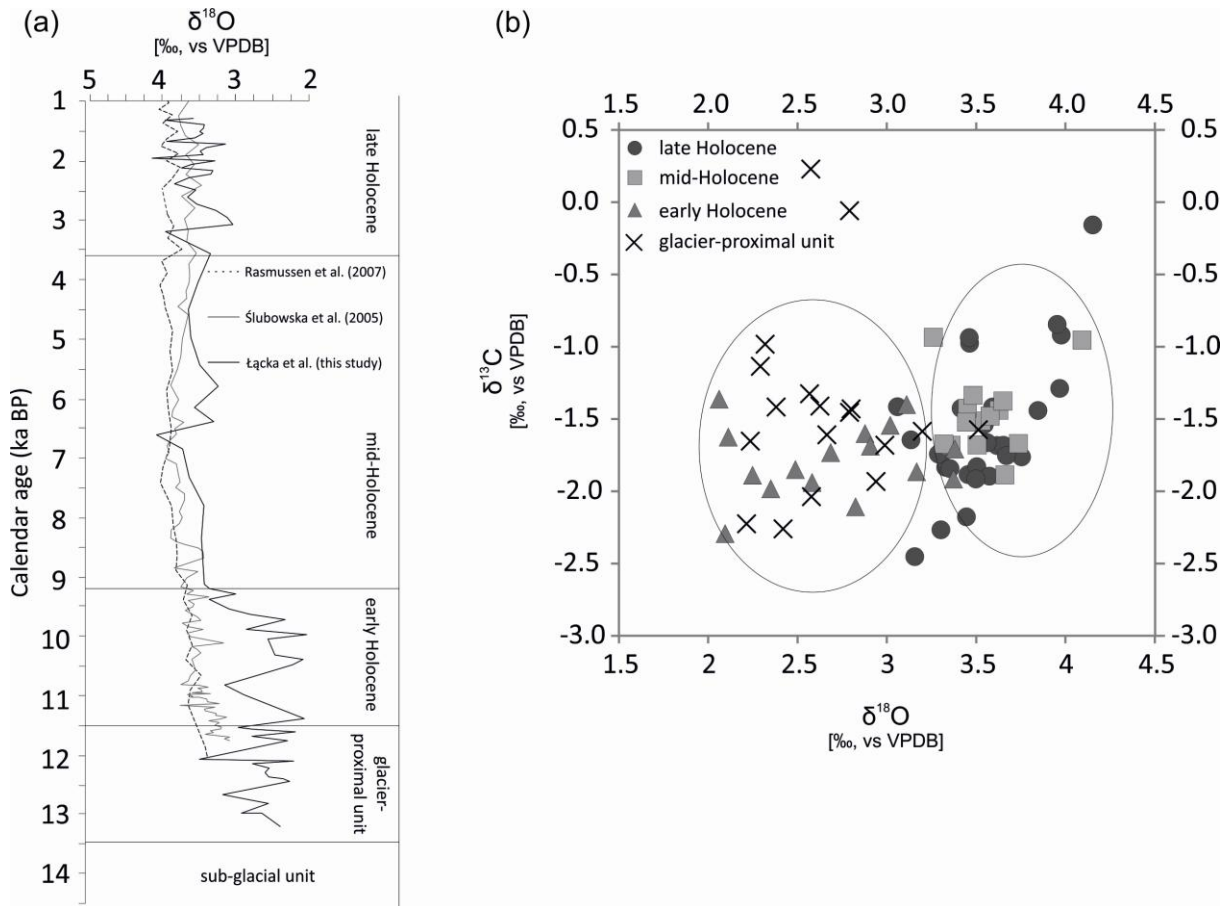 (a)
δ18O
[‰, vs VPDB]
5 4 3 2
Calendar age (ka BP)
1
2
3
4
5
6
7
8
9
10
11
12
13
14
late Holocene
mid-Holocene
early Holocene
glacier-
proximal unit
sub-glacial unit
Rasmussen et al. (2007)
Ślubowska et al. (2005)
Łącka et al. (this study)
(b)
1.5 2.0 2.5 3.0 3.5 4.0 4.5
0.5 0.5
0.0 0.0
-0.5 -0.5
-1.0 -1.0
-1.5 -1.5
-2.0 -2.0
-2.5 -2.5
-3.0 -3.0
1.5 2 2.5 3 3.5 4 4.5
late Holocene
mid-Holocene
early Holocene
glacier-proximal unit
δ13C
[‰, vs VPDB]
δ18O
[‰, vs VPDB]